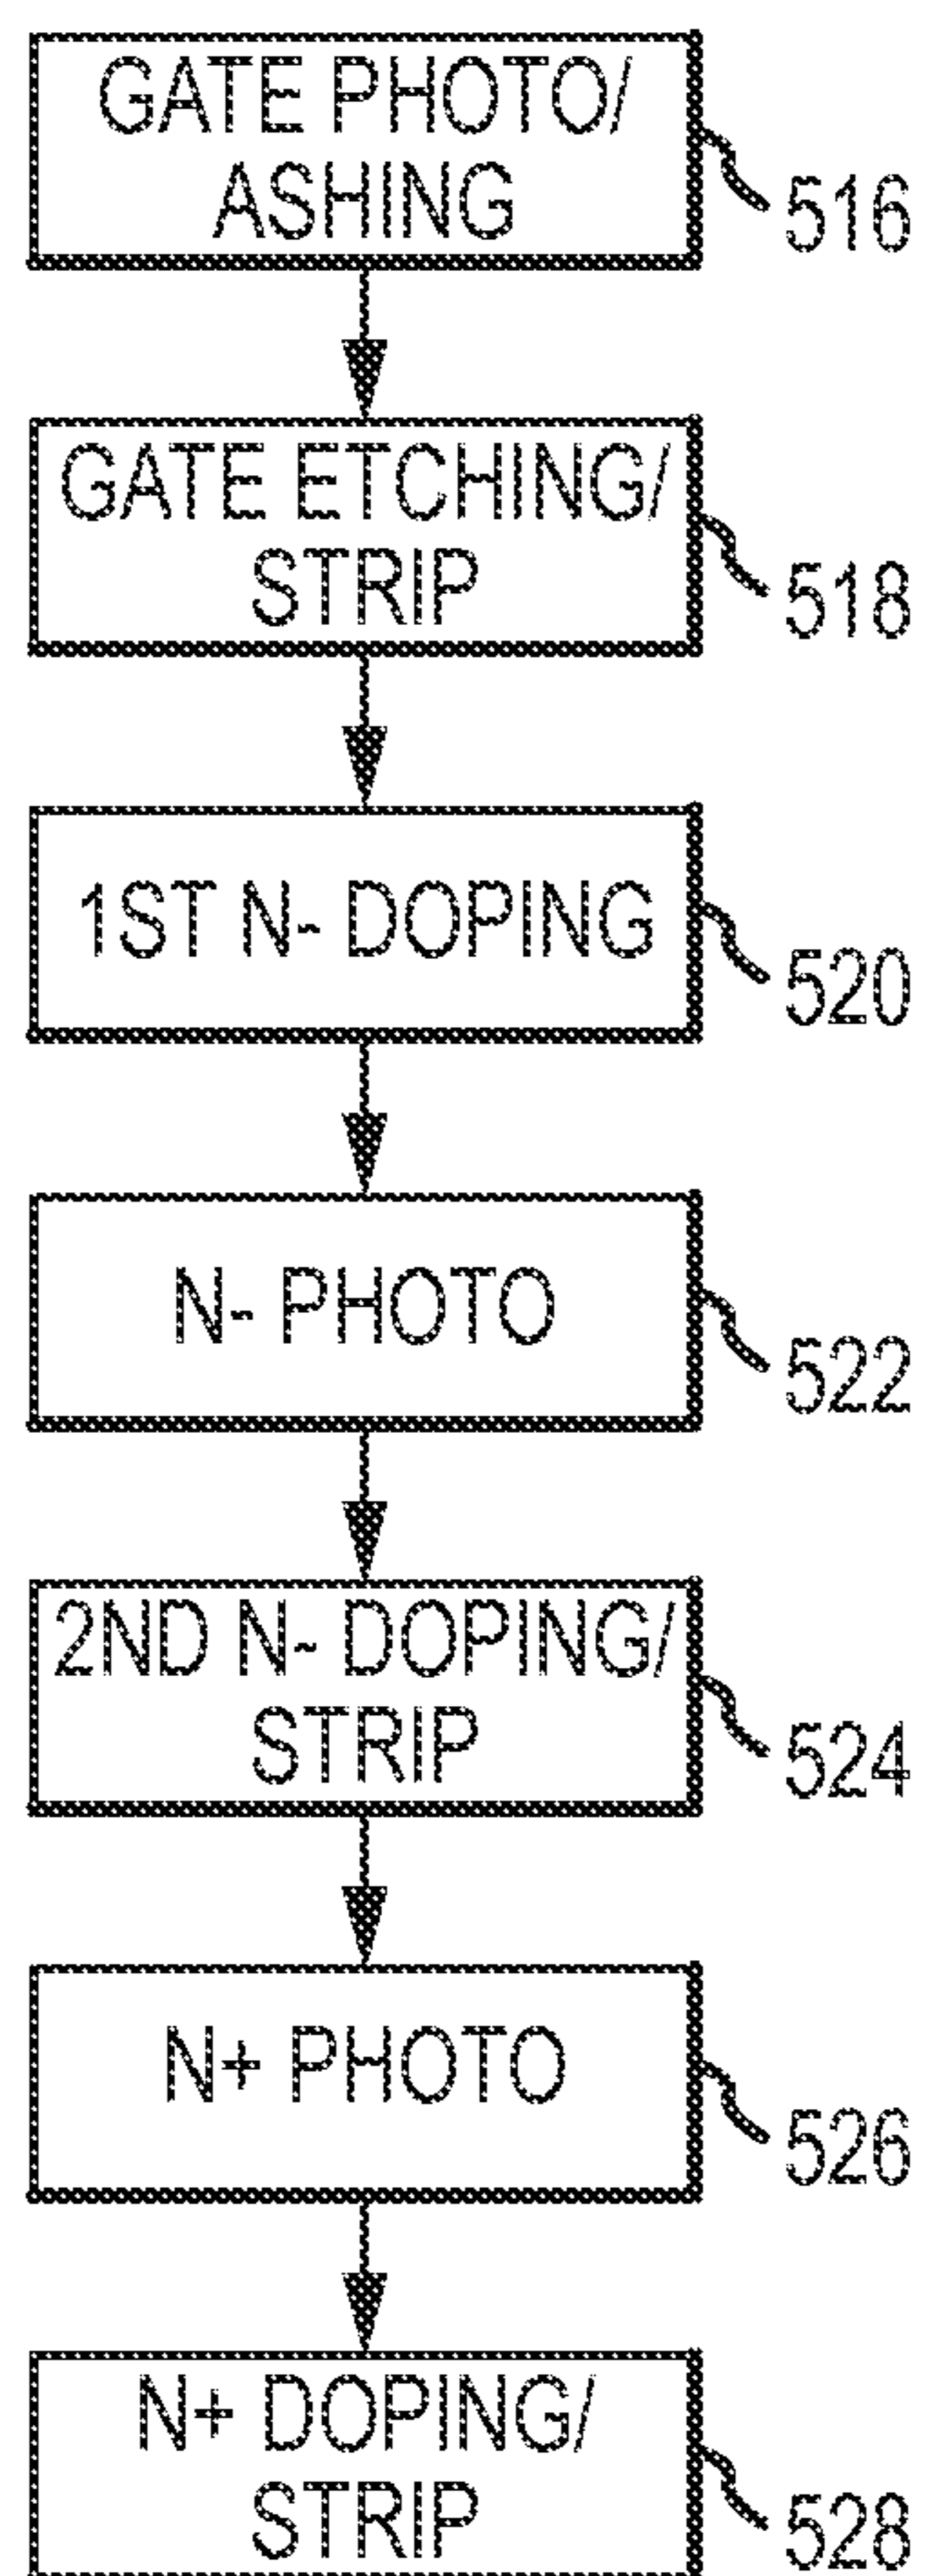 GATE PHOTO/
ASHING
516
GATE ETCHING/
STRIP
518
1ST N- DOPING
520
N- PHOTO
522
2ND N- DOPING/
STRIP
524
N+ PHOTO
526
N+ DOPING/
STRIP
528